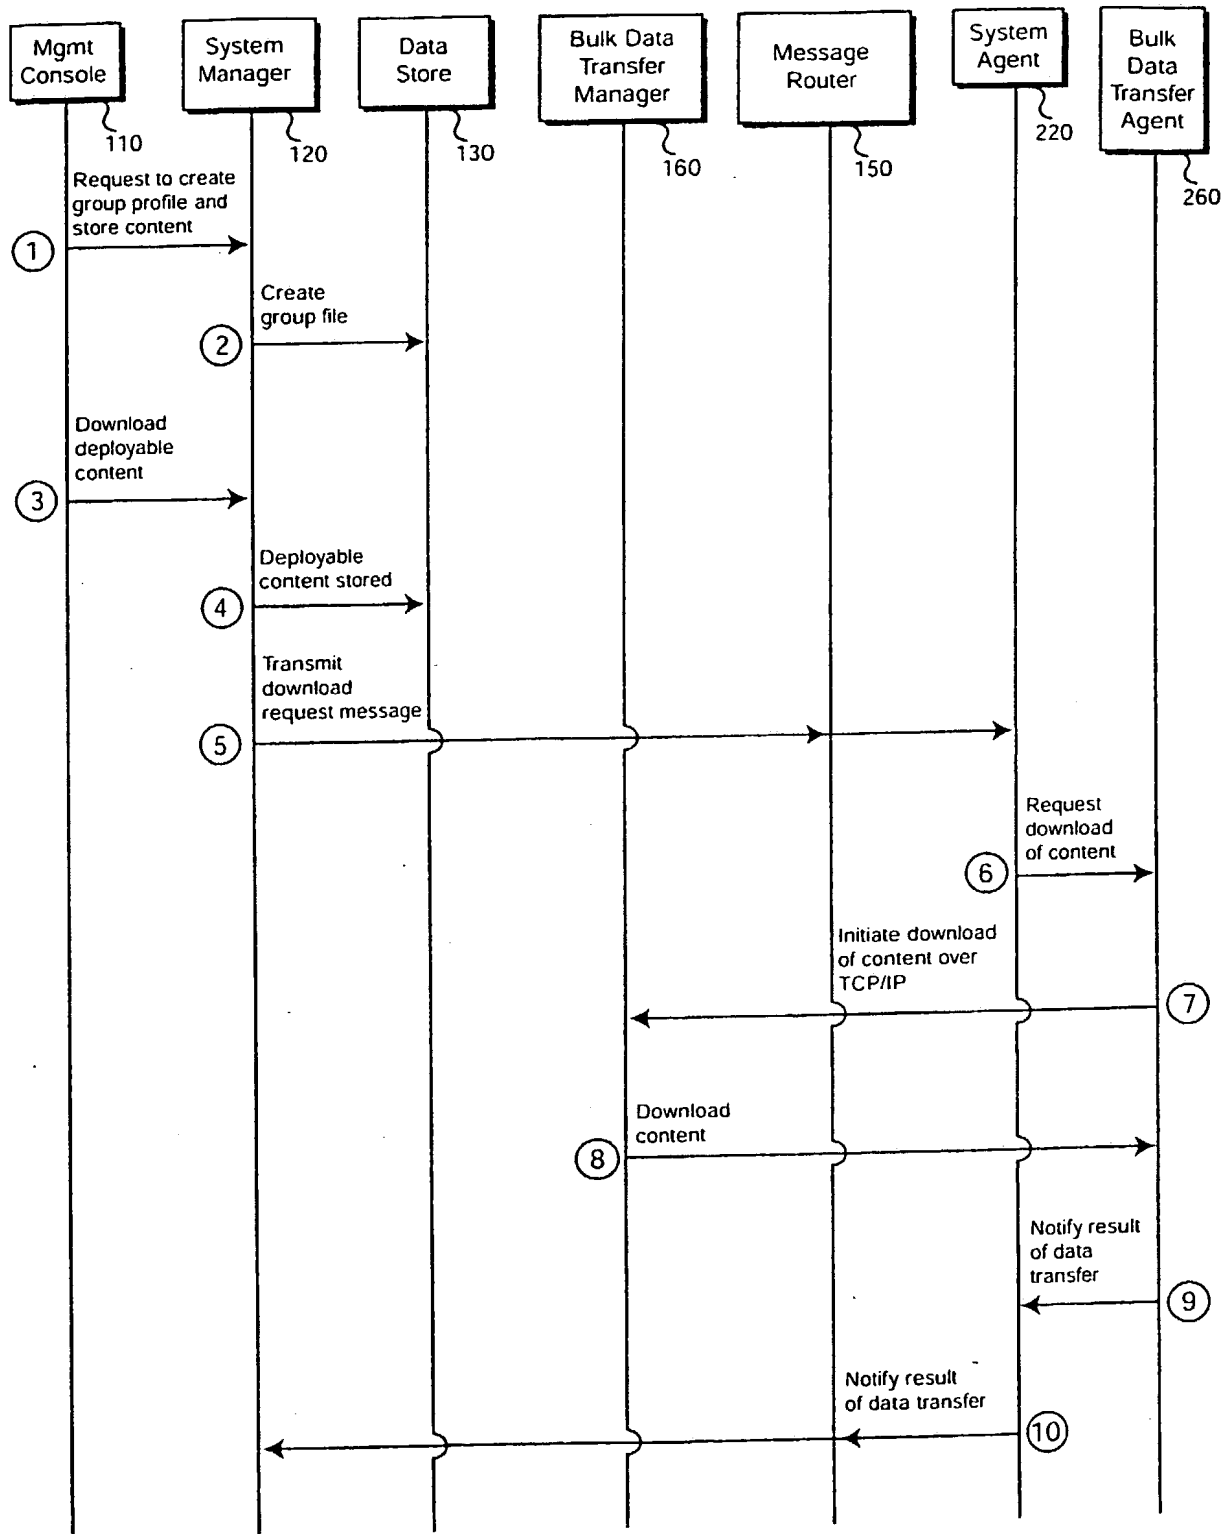 Mgmt
Console
System
Manager
Data
Store
Bulk Data
Transfer
Manager
Message
Router
System
Agent
Bulk
Data
Transfer
Agent
110
120
130
160
150
220
260
Request to create
group profile and
store content
1
Create
group file
2
Download
deployable
content
3
Deployable
content stored
4
Transmit
download
request message
5
Request
download
of content
6
Initiate download
of content over
TCP/IP
7
Download
content
8
Notify result
of data
transfer
9
Notify result
of data transfer
10